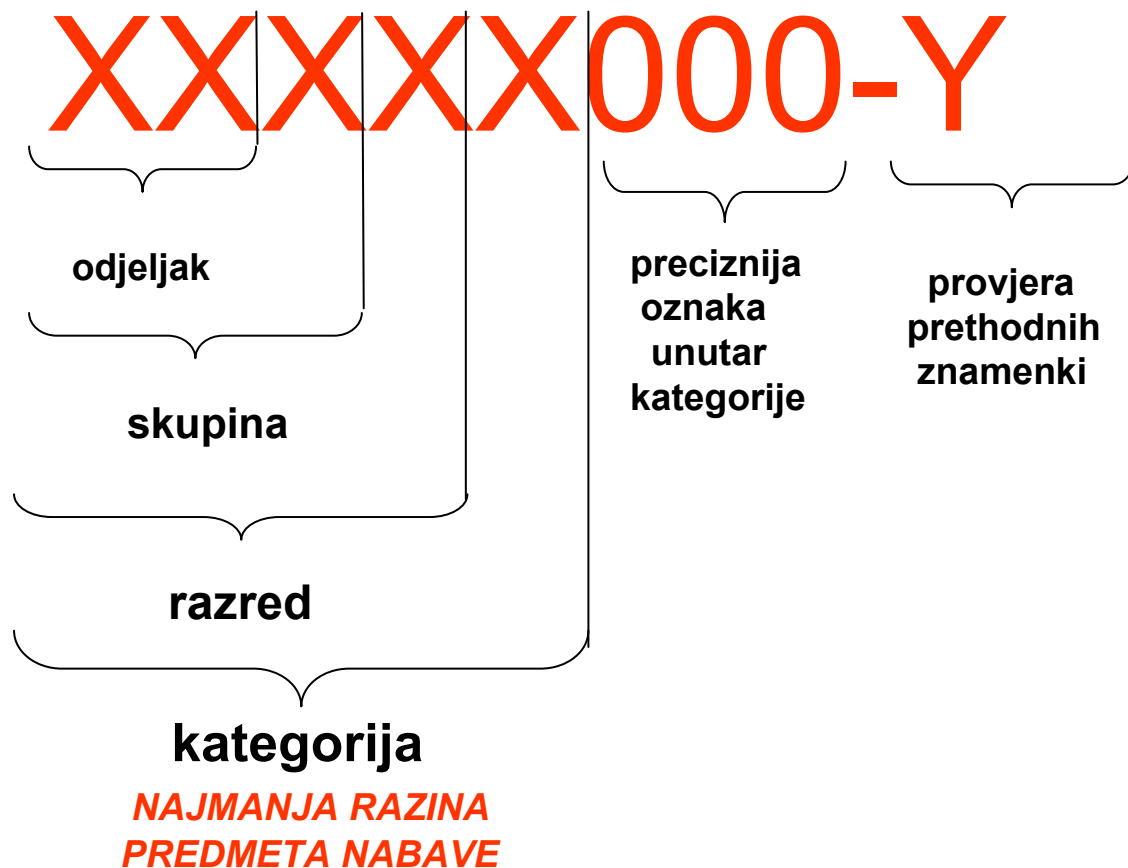 XXXXX000-Y
odjeljak
skupina
razred
kategorija
NAJMANJA RAZINA
PREDMETA NABAVE
preciznija
oznaka
unutar
kategorije
provjera
prethodnih
znamenki